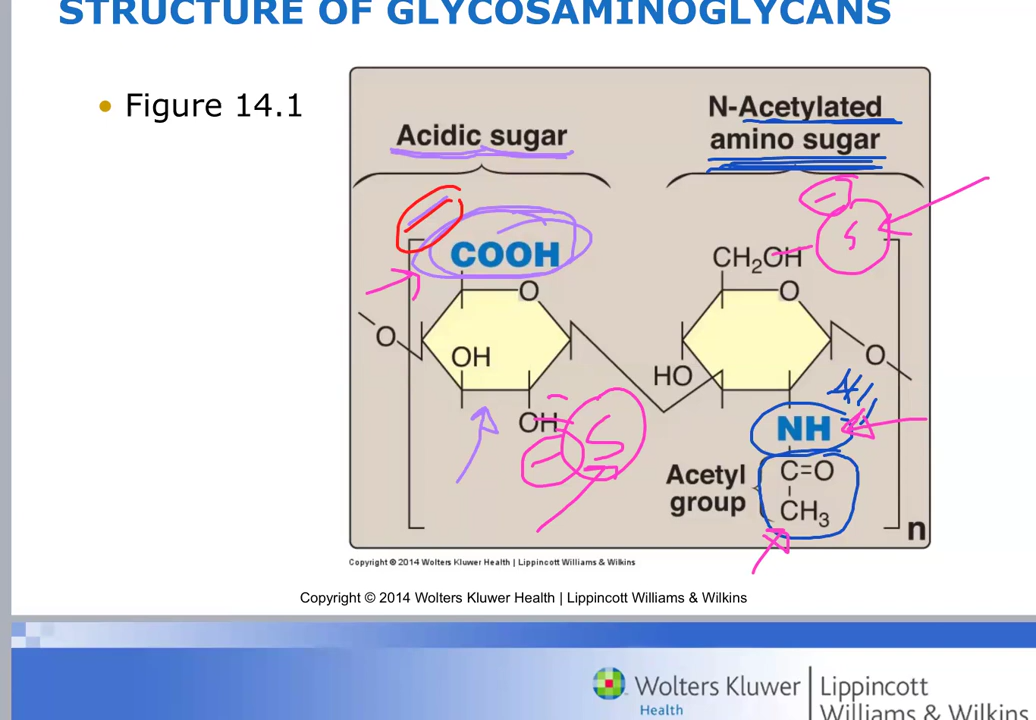 STRUCTURE OF GLYCOSAMINOGLYCANS
• Figure 14.1
Acidic sugar
N-Acetylated
amino sugar
COOH
O
O
OH
OH
S
CH₂OH
S
O
HO
O
NH
Acetyl
group
C=O
CH₃
n
Copyright © 2014 Wolters Kluwer Health | Lippincott Williams & Wilkins
Copyright © 2014 Wolters Kluwer Health | Lippincott Williams & Wilkins
Wolters Kluwer
Health
Lippincott
Williams & Wilkins